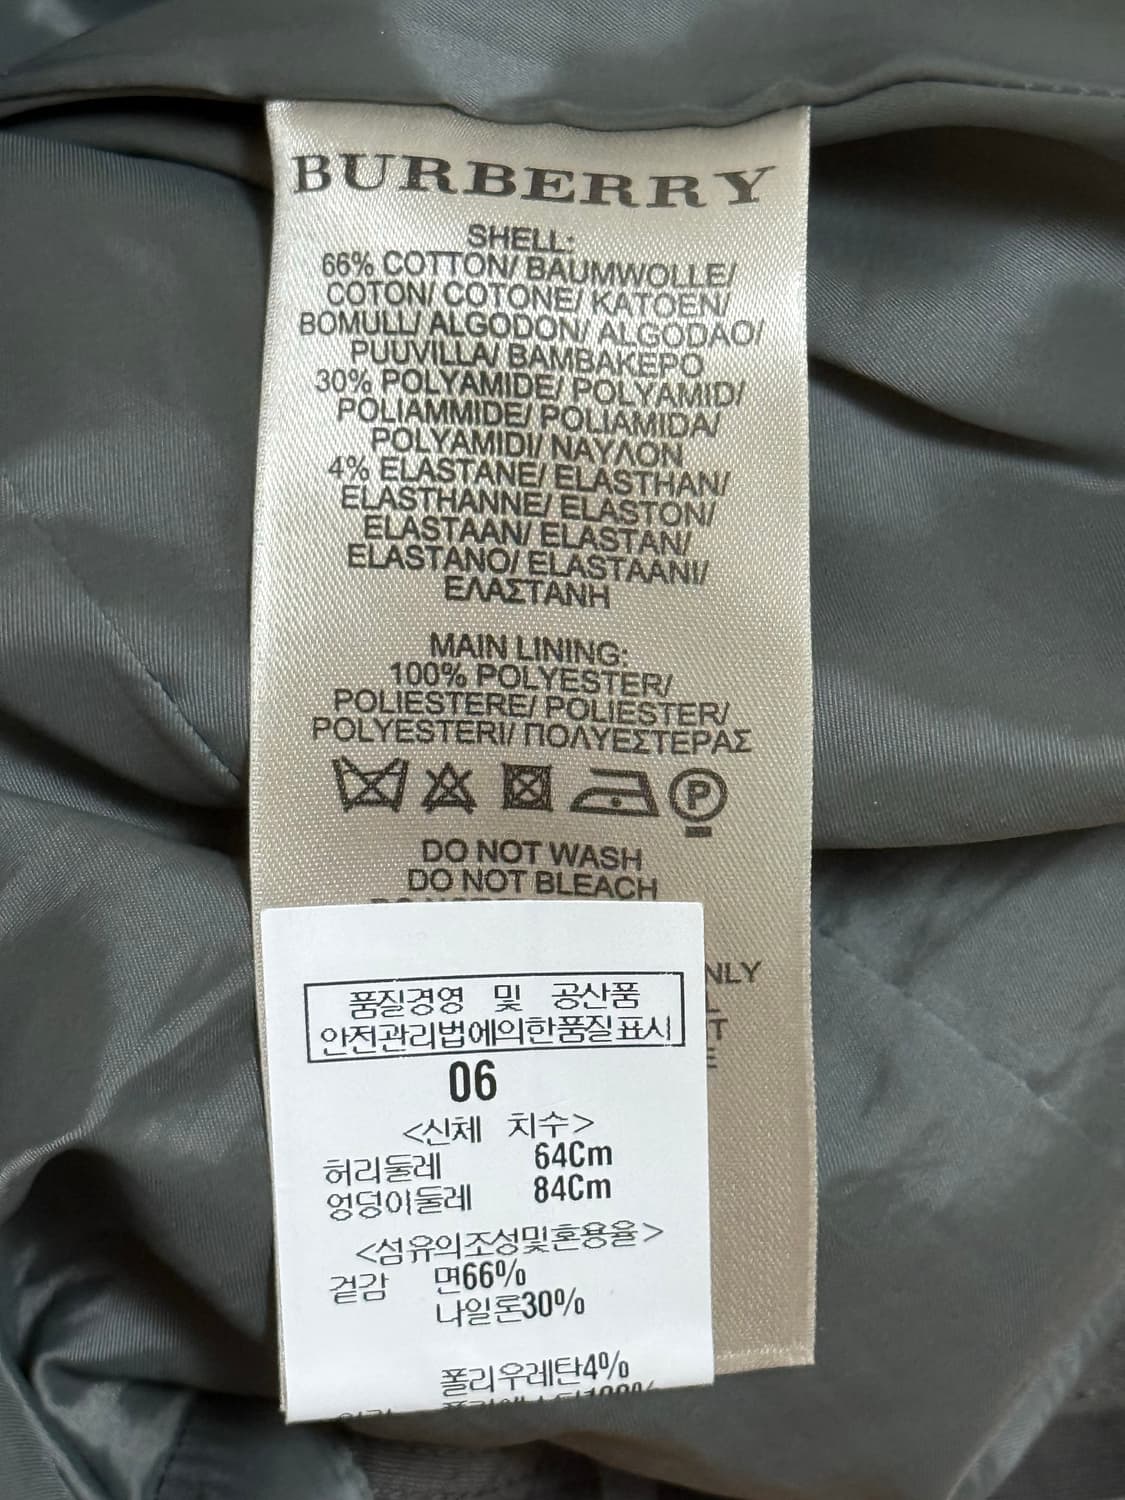 BURBERRY
SHELL:
66% COTTON/ BAUMWOLLE/
COTON/ COTONE/ KATOEN/
BOMULL/ ALGODON/ ALGODAO/
PUUVILLA/ BAMBAKEPO
30% POLYAMIDE/ POLYAMID/
POLIAMMIDE/ POLIAMIDA/
POLYAMIDI/ ΝΑΥΛΟΝ
4% ELASTANE/ ELASTHAN/
ELASTHANNE/ ELASTON/
ELASTAAN/ ELASTAN/
ELASTANO/ ELASTAANI/
ΕΛΑΣΤΑΝΗ
MAIN LINING:
100% POLYESTER/
POLIESTERE/ POLIESTER/
POLYESTERI/ ΠΟΛΥΕΣΤΕΡΑΣ
P
DO NOT WASH
DO NOT BLEACH
NLY
T
E
품질경영 및 공산품
안전관리법에의한품질표시
06
<신체 치수>
허리둘레 64Cm
엉덩이둘레 84Cm
<섬유의조성및혼용율>
겉감 면66%
나일론30%
폴리우레탄4%